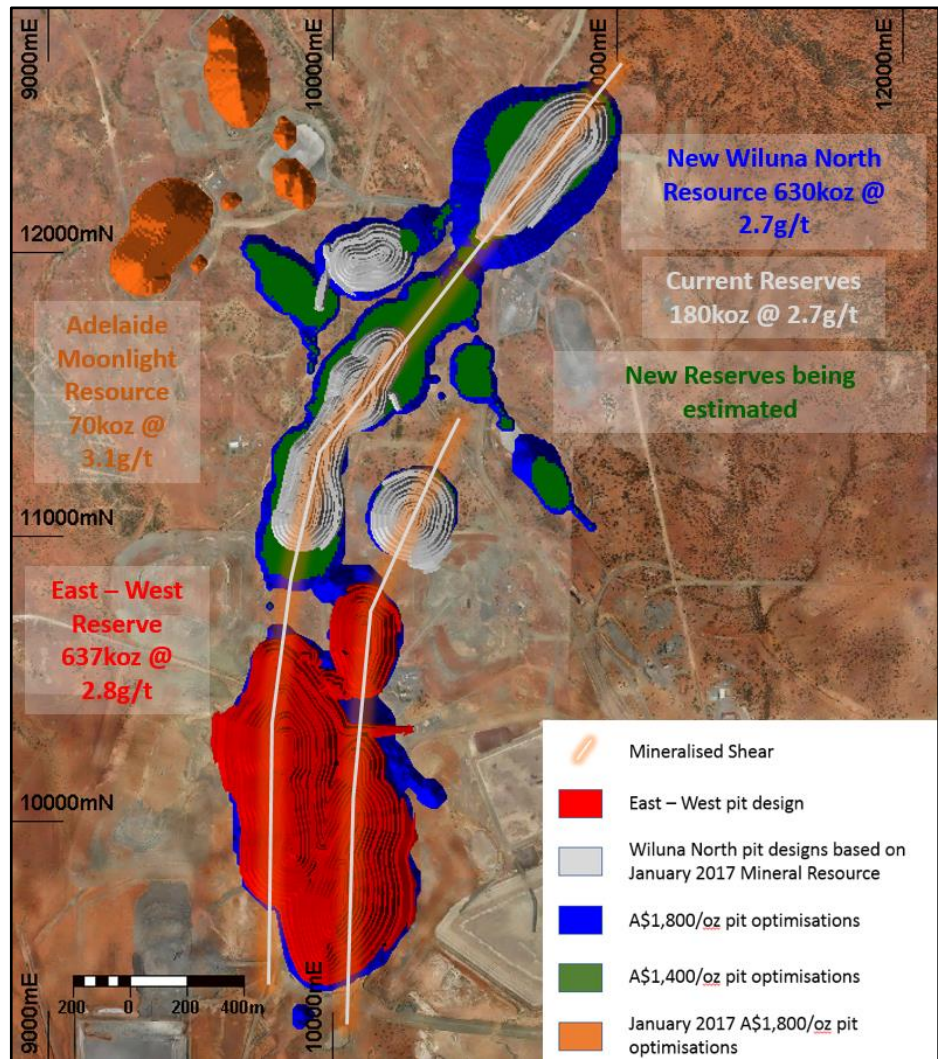 9000mE
10000mE
11000mE
12000mE
New Wiluna North
Resource 630koz @
2.7g/t
12000mN
Current Reserves
180koz @ 2.7g/t
Adelaide
Moonlight
Resource
70koz @
3.1g/t
New Reserves being
estimated
11000mN
East – West
Reserve
637koz @
2.8g/t
10000mN
Mineralised Shear
East – West pit design
Wiluna North pit designs based on
January 2017 Mineral Resource
A$1,800/oz pit optimisations
A$1,400/oz pit optimisations
January 2017 A$1,800/oz pit
optimisations
200 0 200 400m
9000mE
10000mE